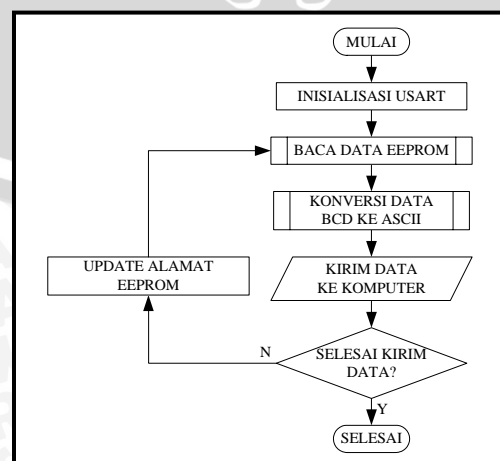 MULAI
INISIALISASI USART
BACA DATA EEPROM
KONVERSI DATA
BCD KE ASCII
UPDATE ALAMAT
EEPROM
KIRIM DATA
KE KOMPUTER
N
SELESAI KIRIM
DATA?
Y
SELESAI